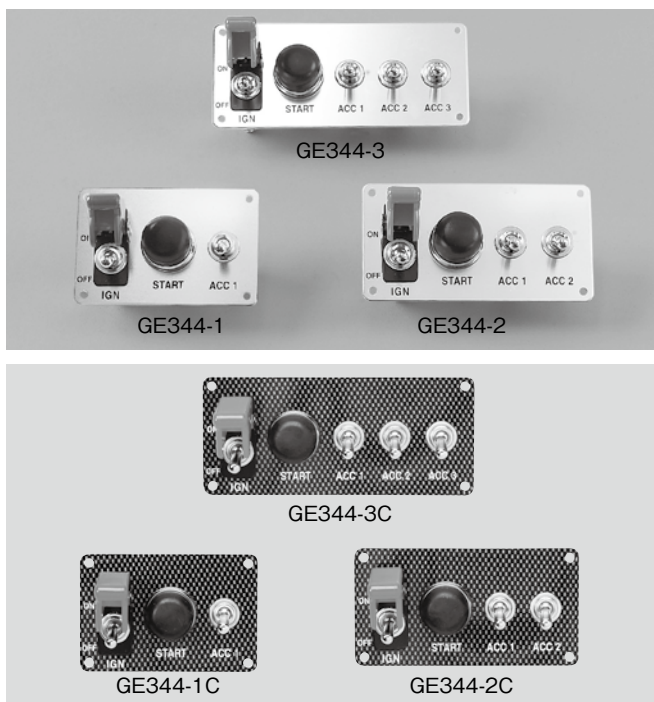 ON
OFF
IGN START ACC 1 ACC 2 ACC 3
GE344-3
OFF
IGN START ACC 1
GE344-1
ON
OFF
IGN START ACC 1 ACC 2
GE344-2
OFF
IGN START ACC 1 ACC 2 ACC 3
GE344-3C
ON
OFF
IGN START ACC 1
GE344-1C
ON
OFF
IGN START ACC 1 ACC 2
GE344-2C